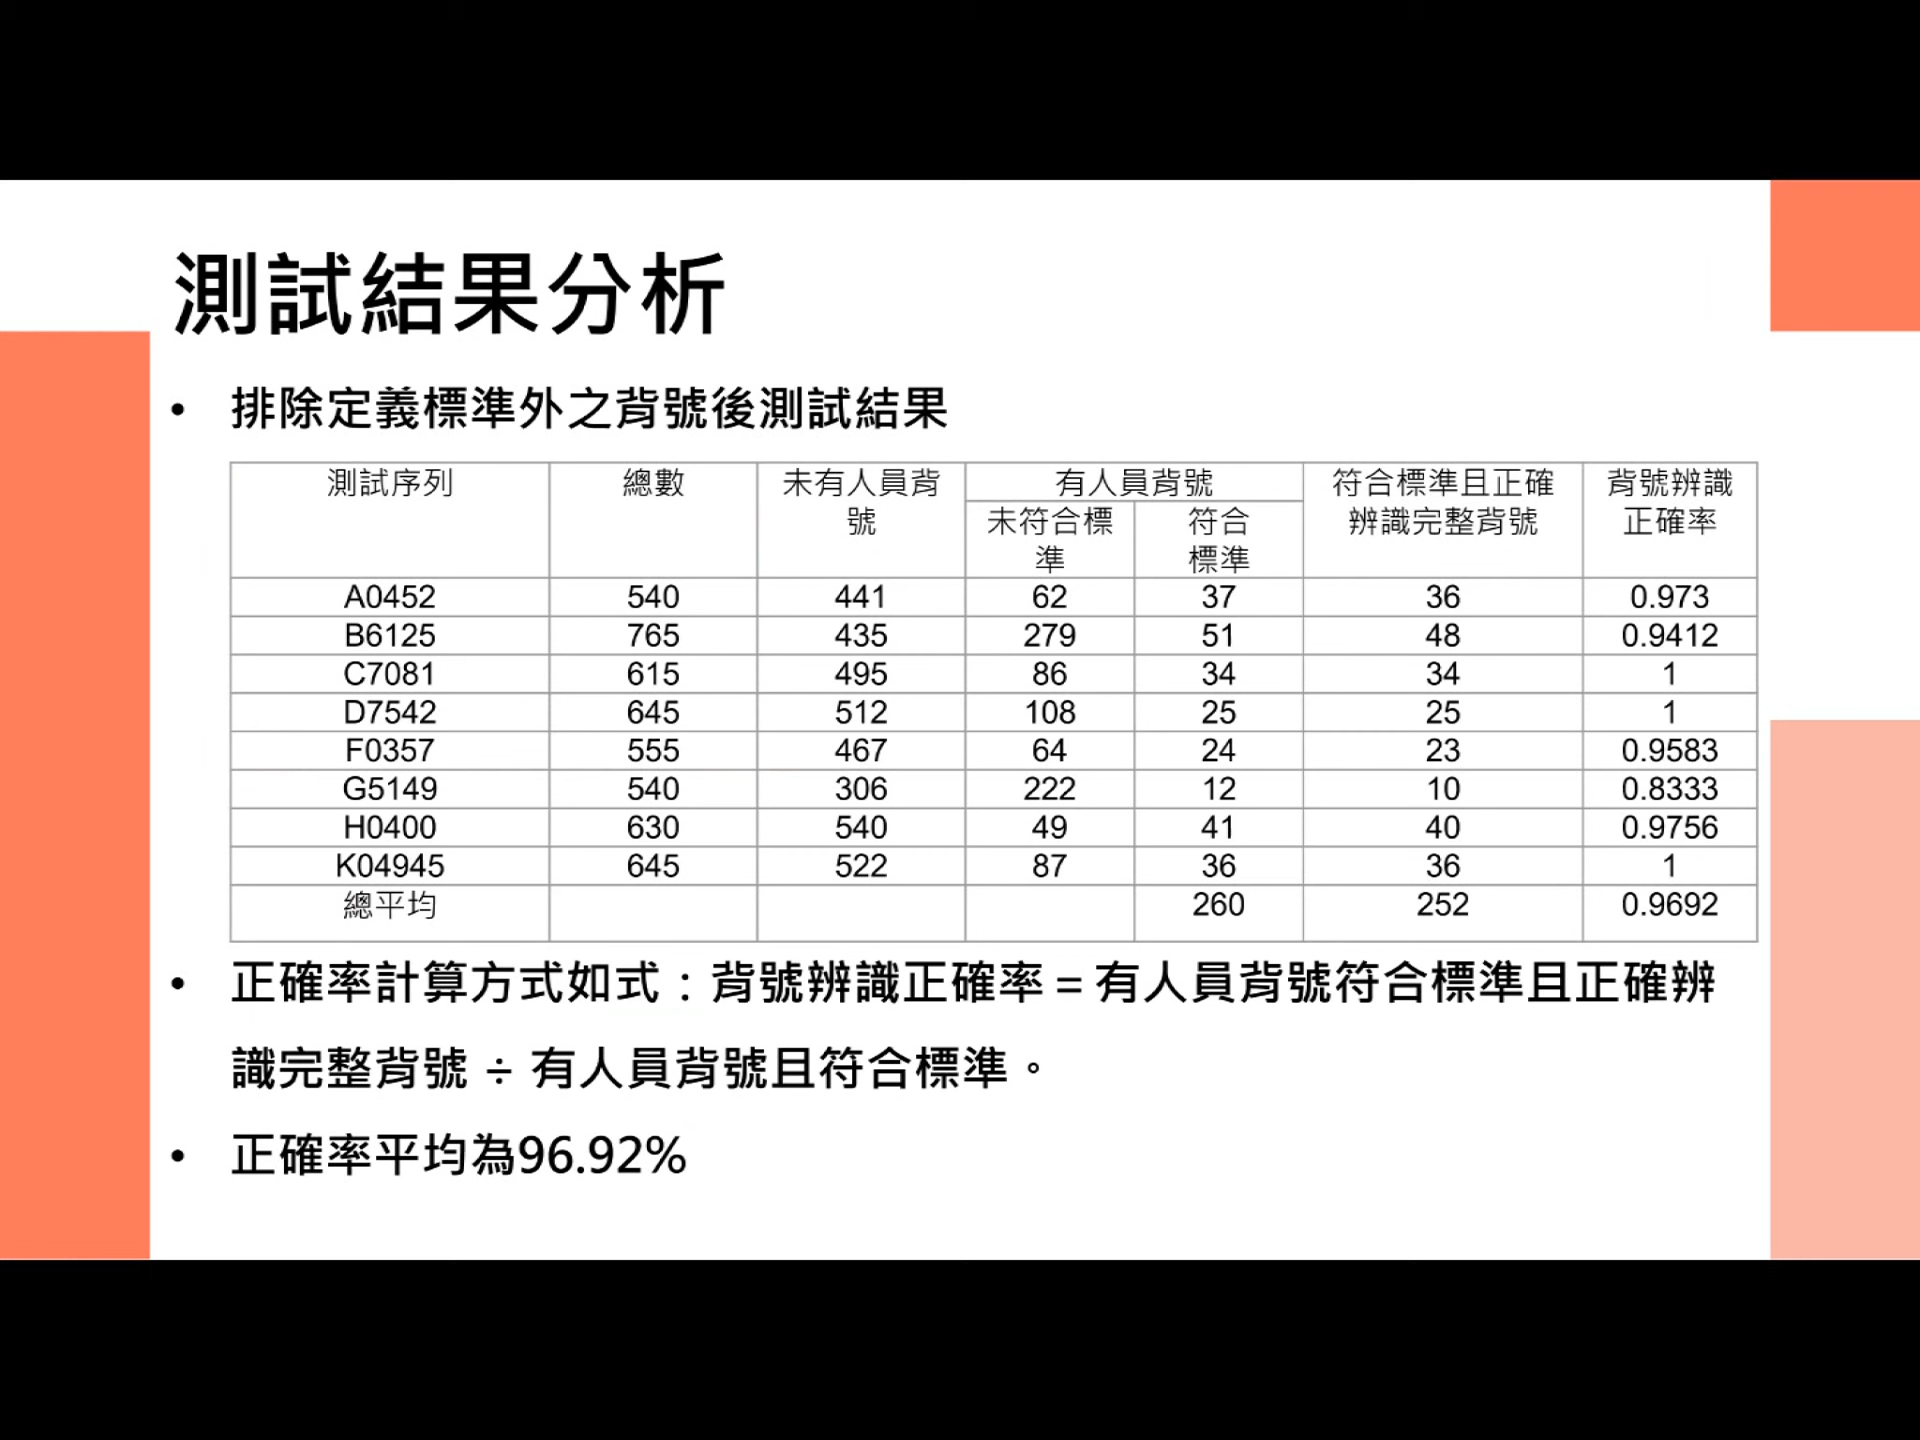 測試結果分析
• 排除定義標準外之背號後測試結果
測試序列 總數 未有人員背號 有人員背號 符合標準且正確辨識完整背號 背號辨識正確率
未符合標準 符合標準
A0452 540 441 62 37 36 0.973
B6125 765 435 279 51 48 0.9412
C7081 615 495 86 34 34 1
D7542 645 512 108 25 25 1
F0357 555 467 64 24 23 0.9583
G5149 540 306 222 12 10 0.8333
H0400 630 540 49 41 40 0.9756
K04945 645 522 87 36 36 1
總平均 260 252 0.9692
• 正確率計算方式如式：背號辨識正確率 = 有人員背號符合標準且正確辨
識完整背號 ÷ 有人員背號且符合標準。
• 正確率平均為96.92%